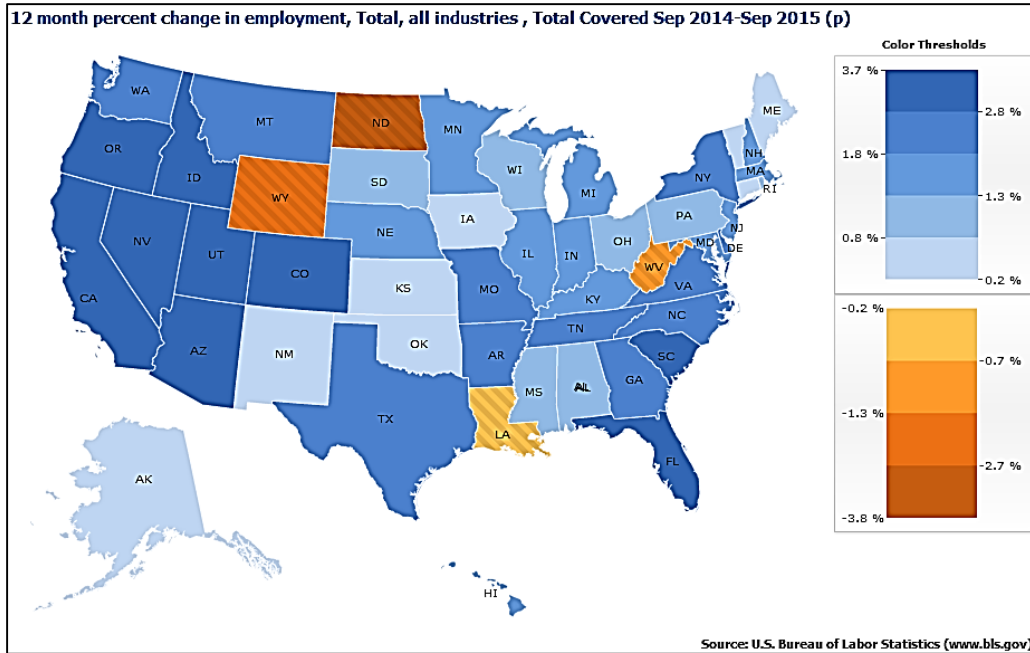 12 month percent change in employment, Total, all industries , Total Covered Sep 2014-Sep 2015 (p)
Color Thresholds
3.7 %
2.8 %
1.8 %
1.3 %
0.8 %
0.2 %
-0.2 %
-0.7 %
-1.3 %
-2.7 %
-3.8 %
WA
MT
ND
MN
ME
OR
ID
WY
SD
WI
MI
NY
NH
MA
RI
NV
UT
CO
NE
IA
IL
IN
OH
PA
NJ
MD
DE
CA
KS
MO
KY
WV
VA
AZ
NM
OK
AR
TN
NC
SC
TX
LA
MS
AL
GA
FL
AK
HI
Source: U.S. Bureau of Labor Statistics (www.bls.gov)